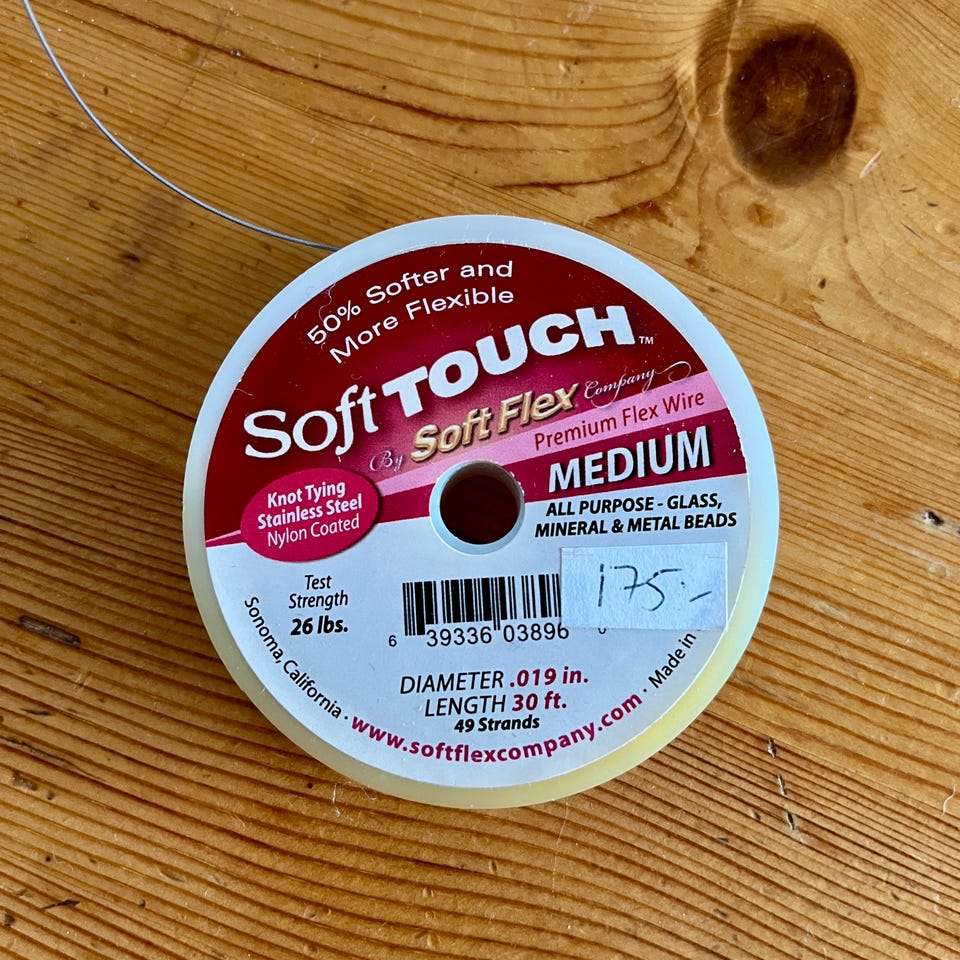 50% Softer and
More Flexible
Soft TOUCH™
By Soft Flex Company
Premium Flex Wire
MEDIUM
ALL PURPOSE - GLASS,
MINERAL & METAL BEADS
Knot Tying
Stainless Steel
Nylon Coated
Test
Strength
26 lbs.
175.-
6 39336 03896
DIAMETER .019 in.
LENGTH 30 ft.
49 Strands
Sonoma, California · www.softflexcompany.com · Made in